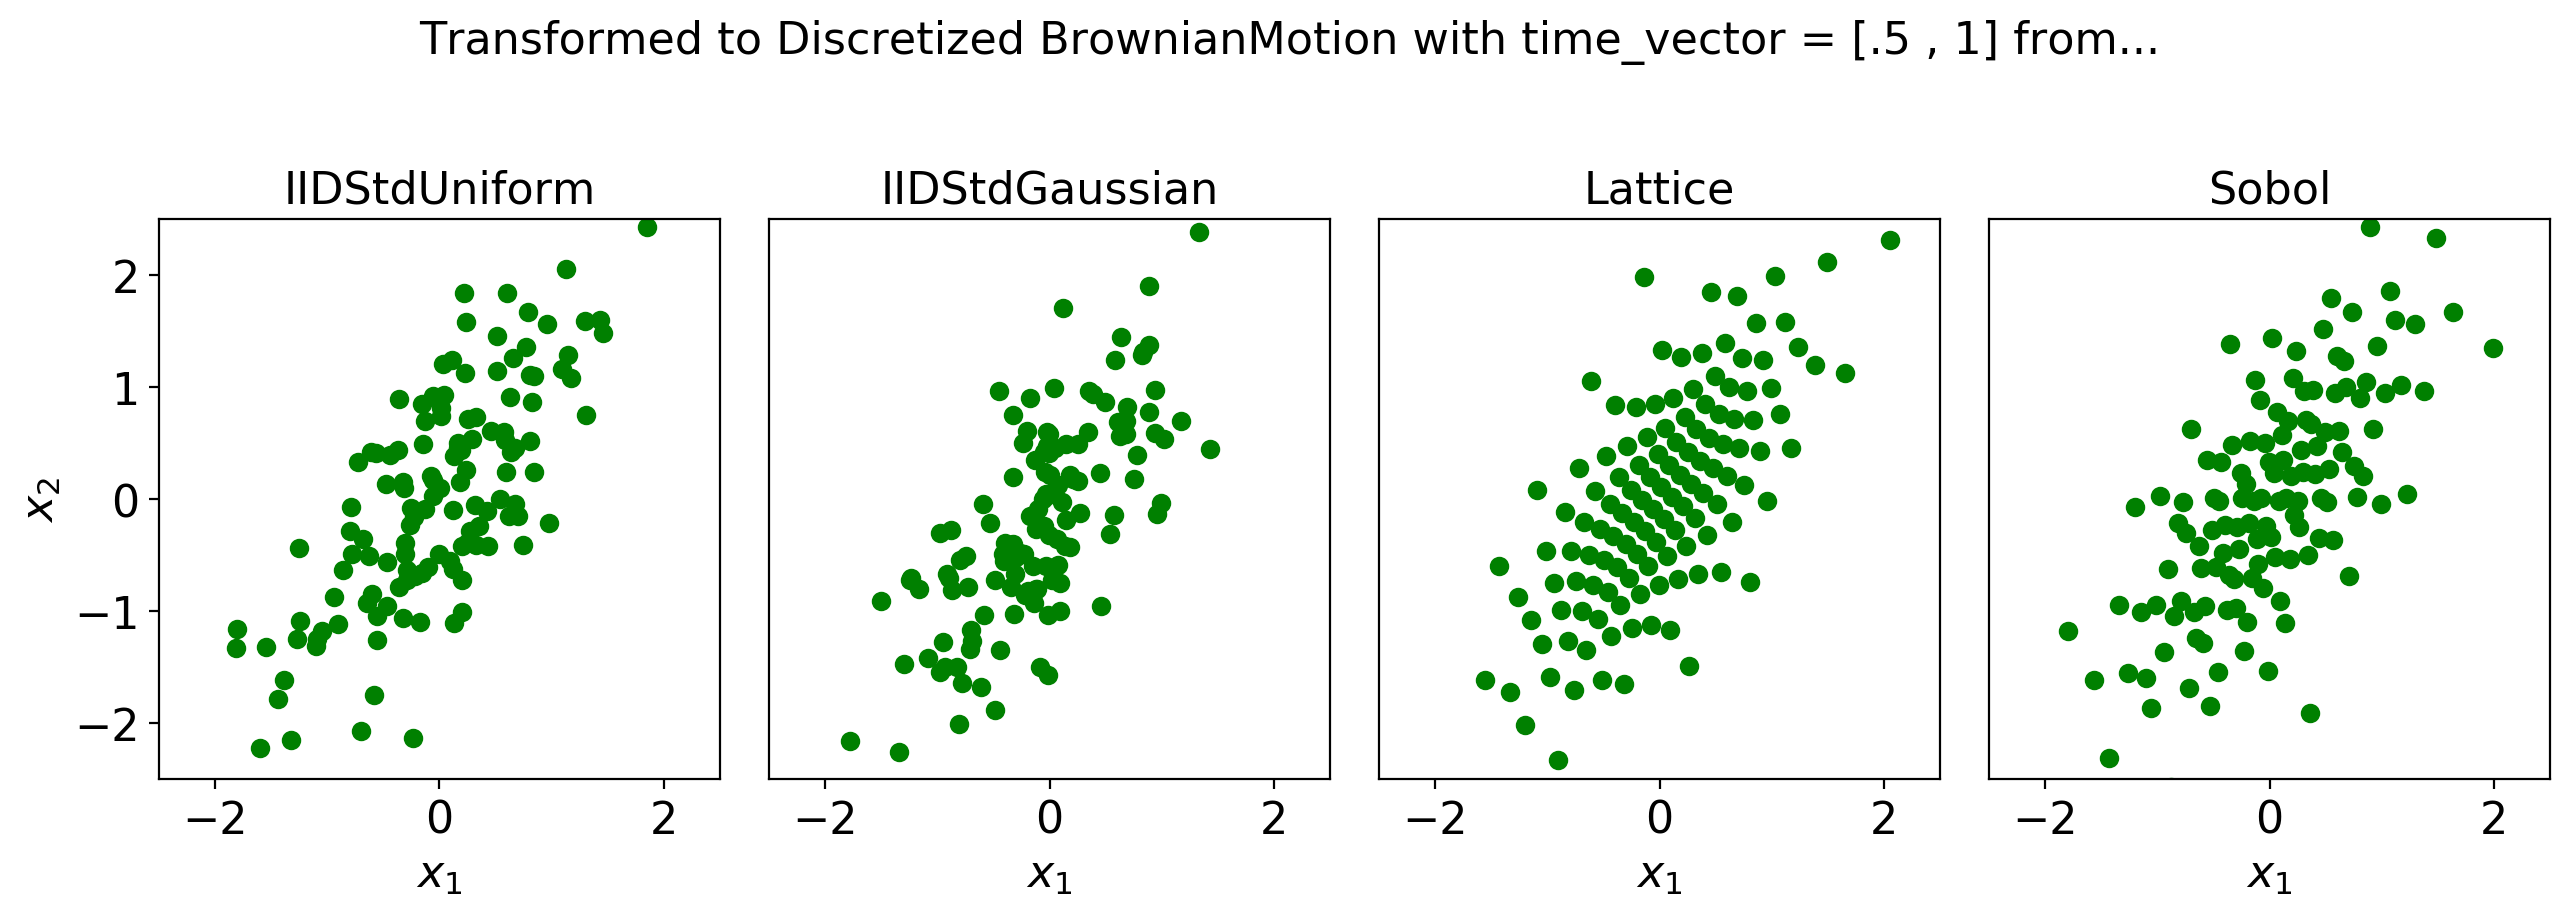 Transformed to Discretized BrownianMotion with time_vector = [.5 , 1] from...
IIDStdUniform IIDStdGaussian Lattice Sobol
2
1
0
−1
−2
x₂
−2 0 2 −2 0 2 −2 0 2 −2 0 2
x₁ x₁ x₁ x₁